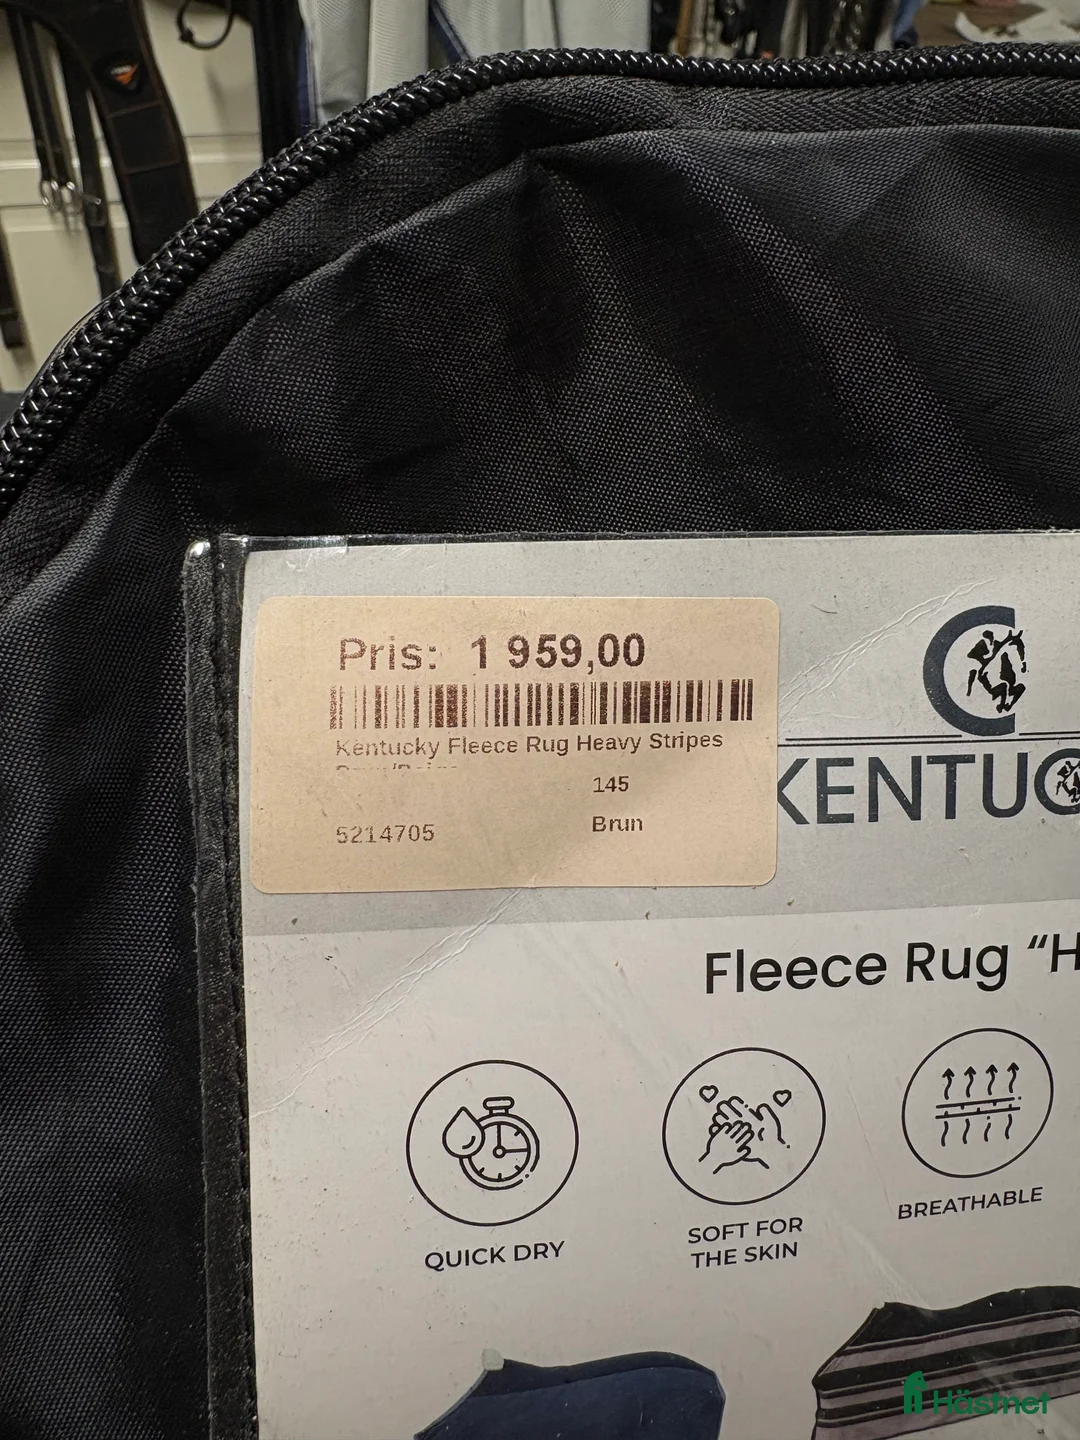 Pris: 1 959,00
Kentucky Fleece Rug Heavy Stripes
145
5214705
Brun
KENTUC
Fleece Rug “H
QUICK DRY
SOFT FOR
THE SKIN
BREATHABLE
Hästnet